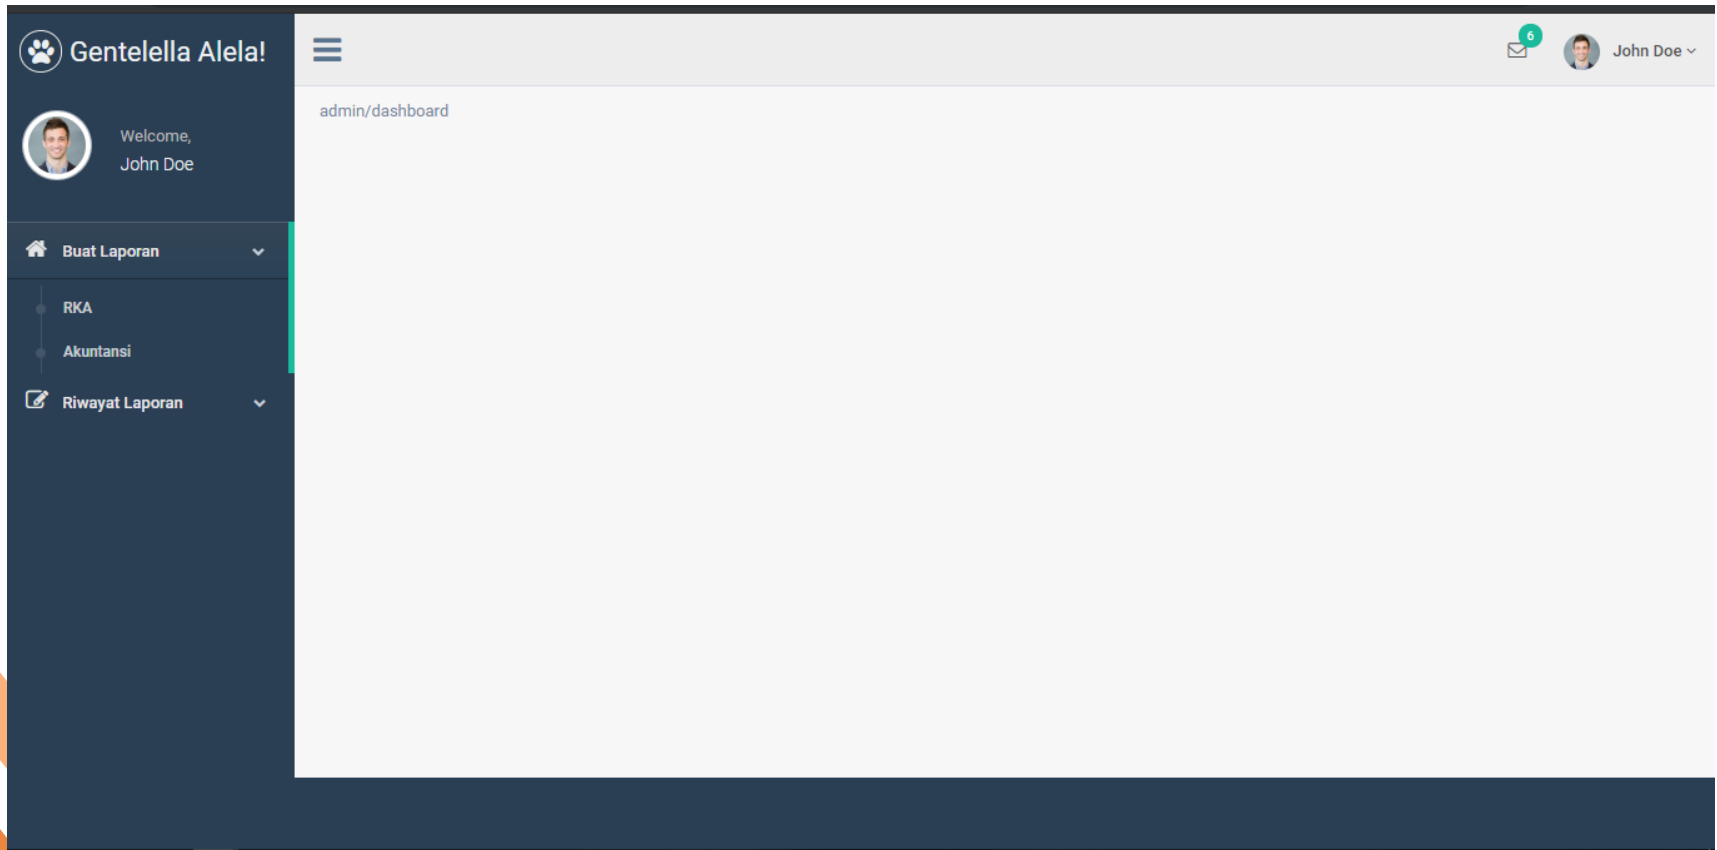 Gentelella Alela!
6
John Doe
admin/dashboard
Welcome,
John Doe
Buat Laporan
RKA
Akuntansi
Riwayat Laporan